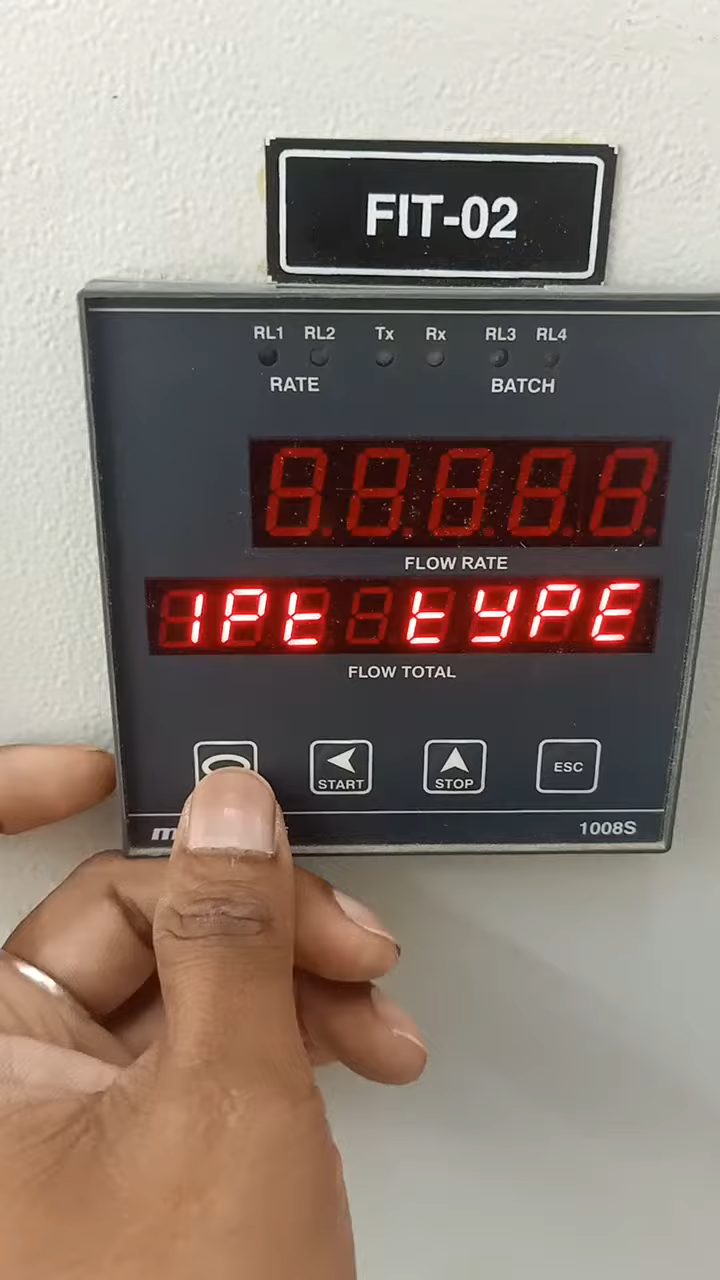 FIT-02
RL1 RL2 Tx Rx RL3 RL4
RATE BATCH
FLOW RATE
IPt tYPE
FLOW TOTAL
START STOP ESC
1008S